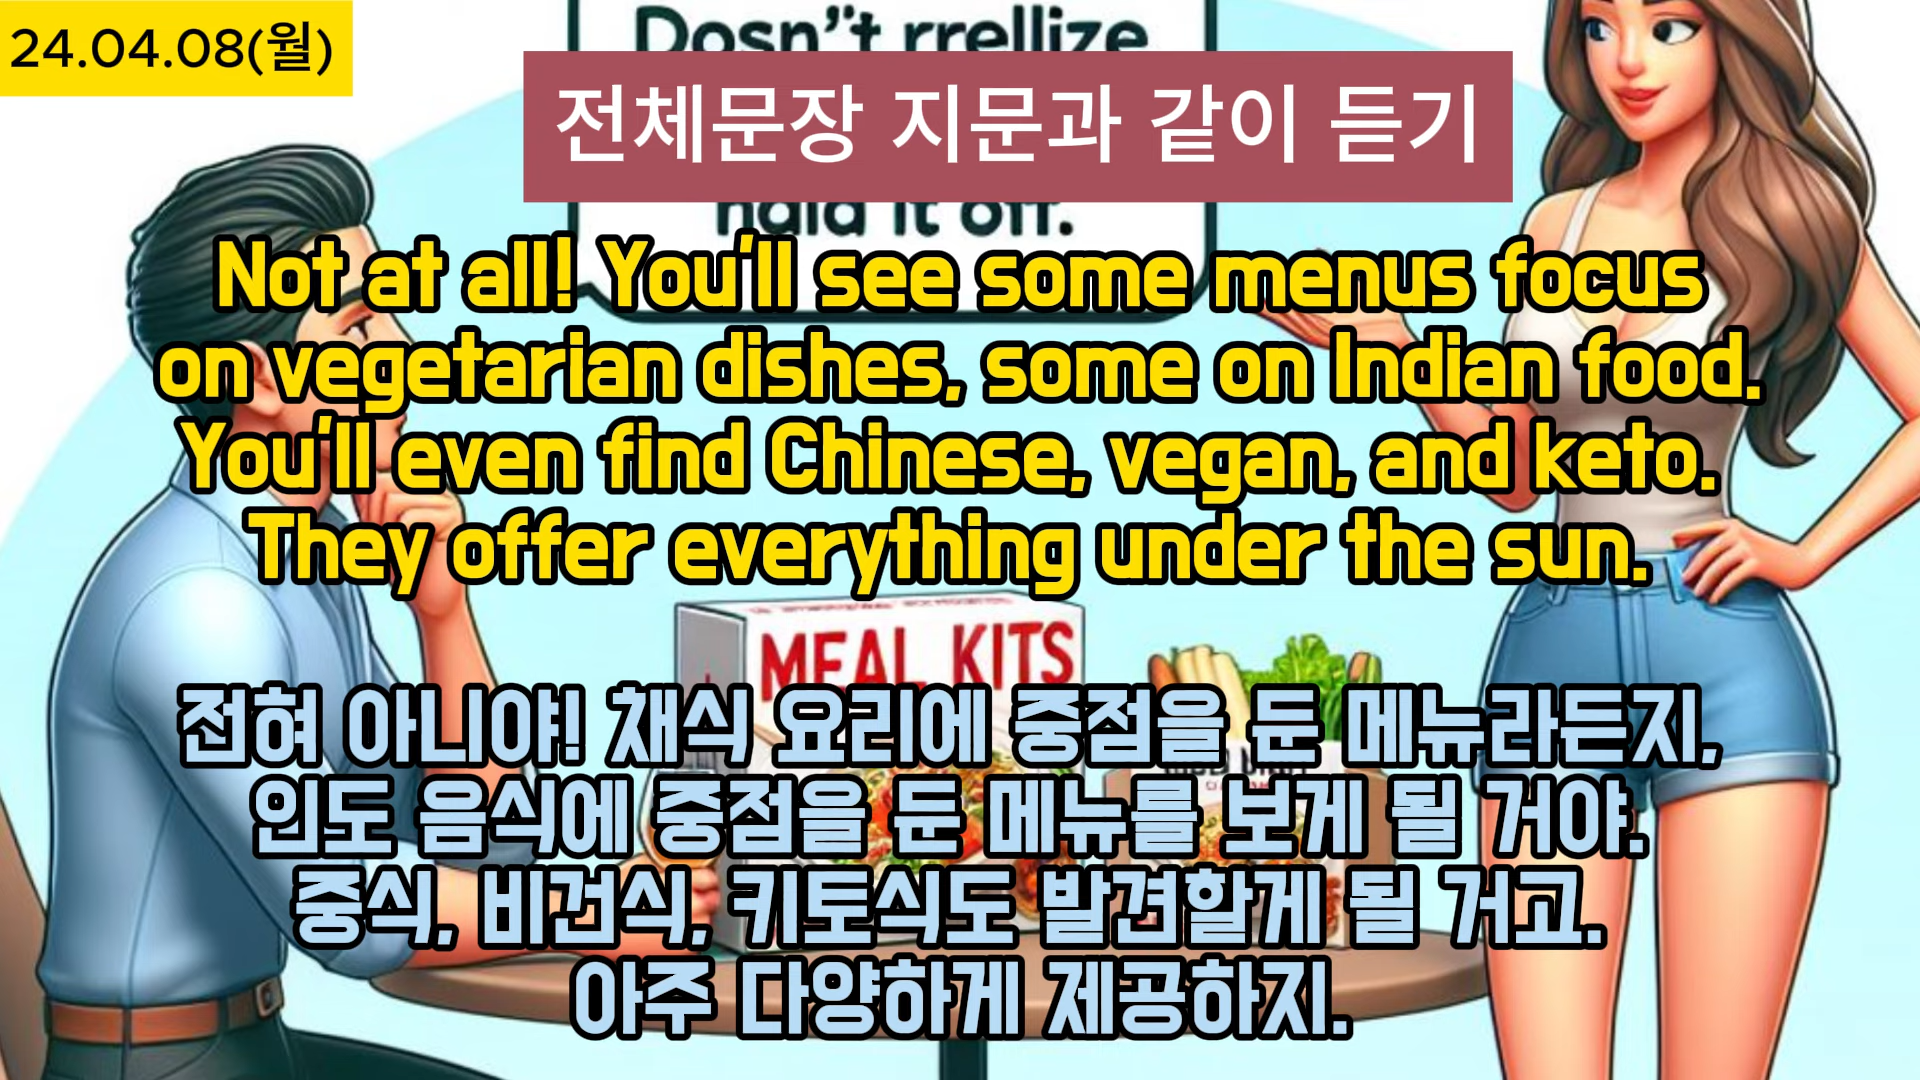 24.04.08(월)
Dosn"t rrellize
전체문장 지문과 같이 듣기
Not at all! You'll see some menus focus
on vegetarian dishes, some on Indian food.
You'll even find Chinese, vegan, and keto.
They offer everything under the sun.
MEAL KITS
전혀 아니야! 채식 요리에 중점을 둔 메뉴라든지,
인도 음식에 중점을 둔 메뉴를 보게 될 거야.
중식, 비건식, 키토식도 발견할게 될 거고.
아주 다양하게 제공하지.